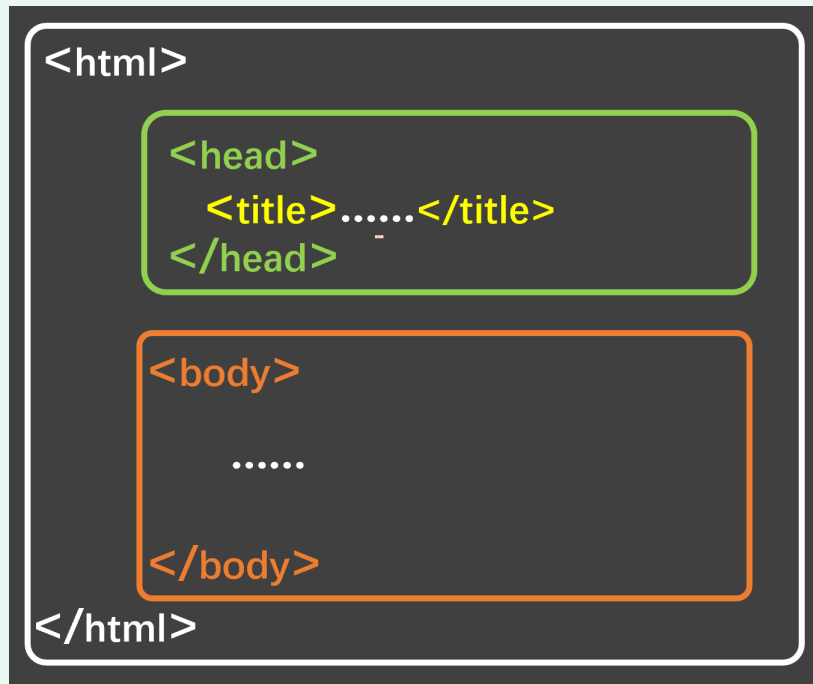 <html>
<head>
<title>......</title>
</head>
<body>
......
</body>
</html>